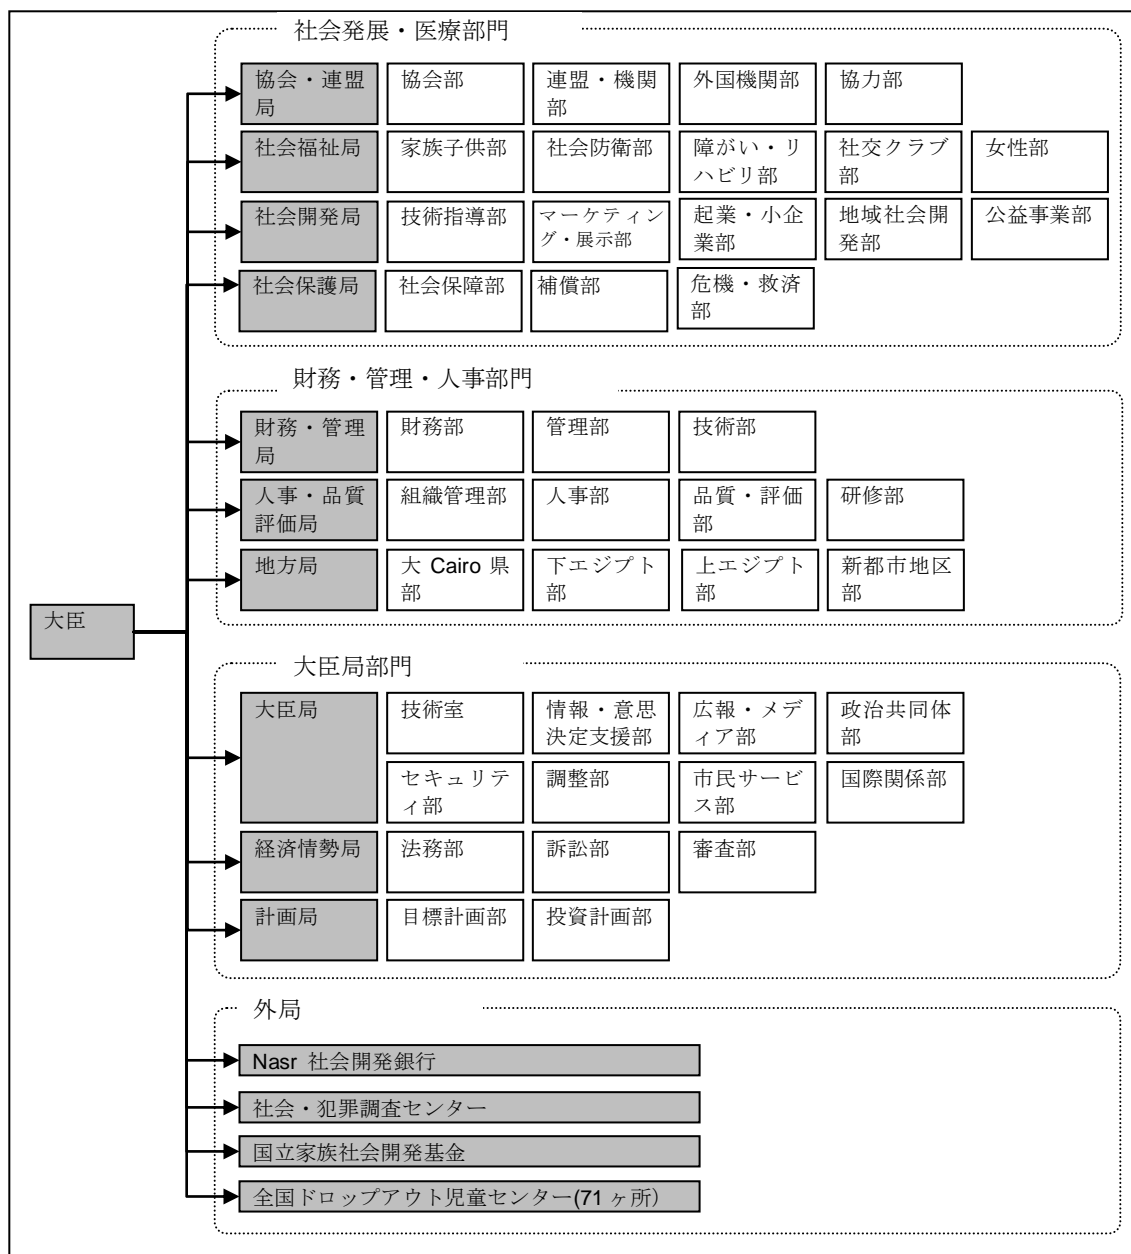 社会発展・医療部門
協会・連盟
局
協会部
連盟・機関
部
外国機関部
協力部
社会福祉局
家族子供部
社会防衛部
障がい・リ
ハビリ部
社交クラブ
部
女性部
社会開発局
技術指導部
マーケティン
グ・展示部
起業・小企
業部
地域社会開
発部
公益事業部
社会保護局
社会保障部
補償部
危機・救済
部
財務・管理・人事部門
財務・管理
局
財務部
管理部
技術部
人事・品質
評価局
組織管理部
人事部
品質・評価
部
研修部
地方局
大 Cairo 県
部
下エジプト
部
上エジプト
部
新都市地区
部
大臣
大臣局部門
大臣局
技術室
情報・意思
決定支援部
広報・メデ
ィア部
政治共同体
部
セキュリテ
ィ部
調整部
市民サービ
ス部
国際関係部
経済情勢局
法務部
訴訟部
審査部
計画局
目標計画部
投資計画部
外局
Nasr 社会開発銀行
社会・犯罪調査センター
国立家族社会開発基金
全国ドロップアウト児童センター(71 ヶ所）